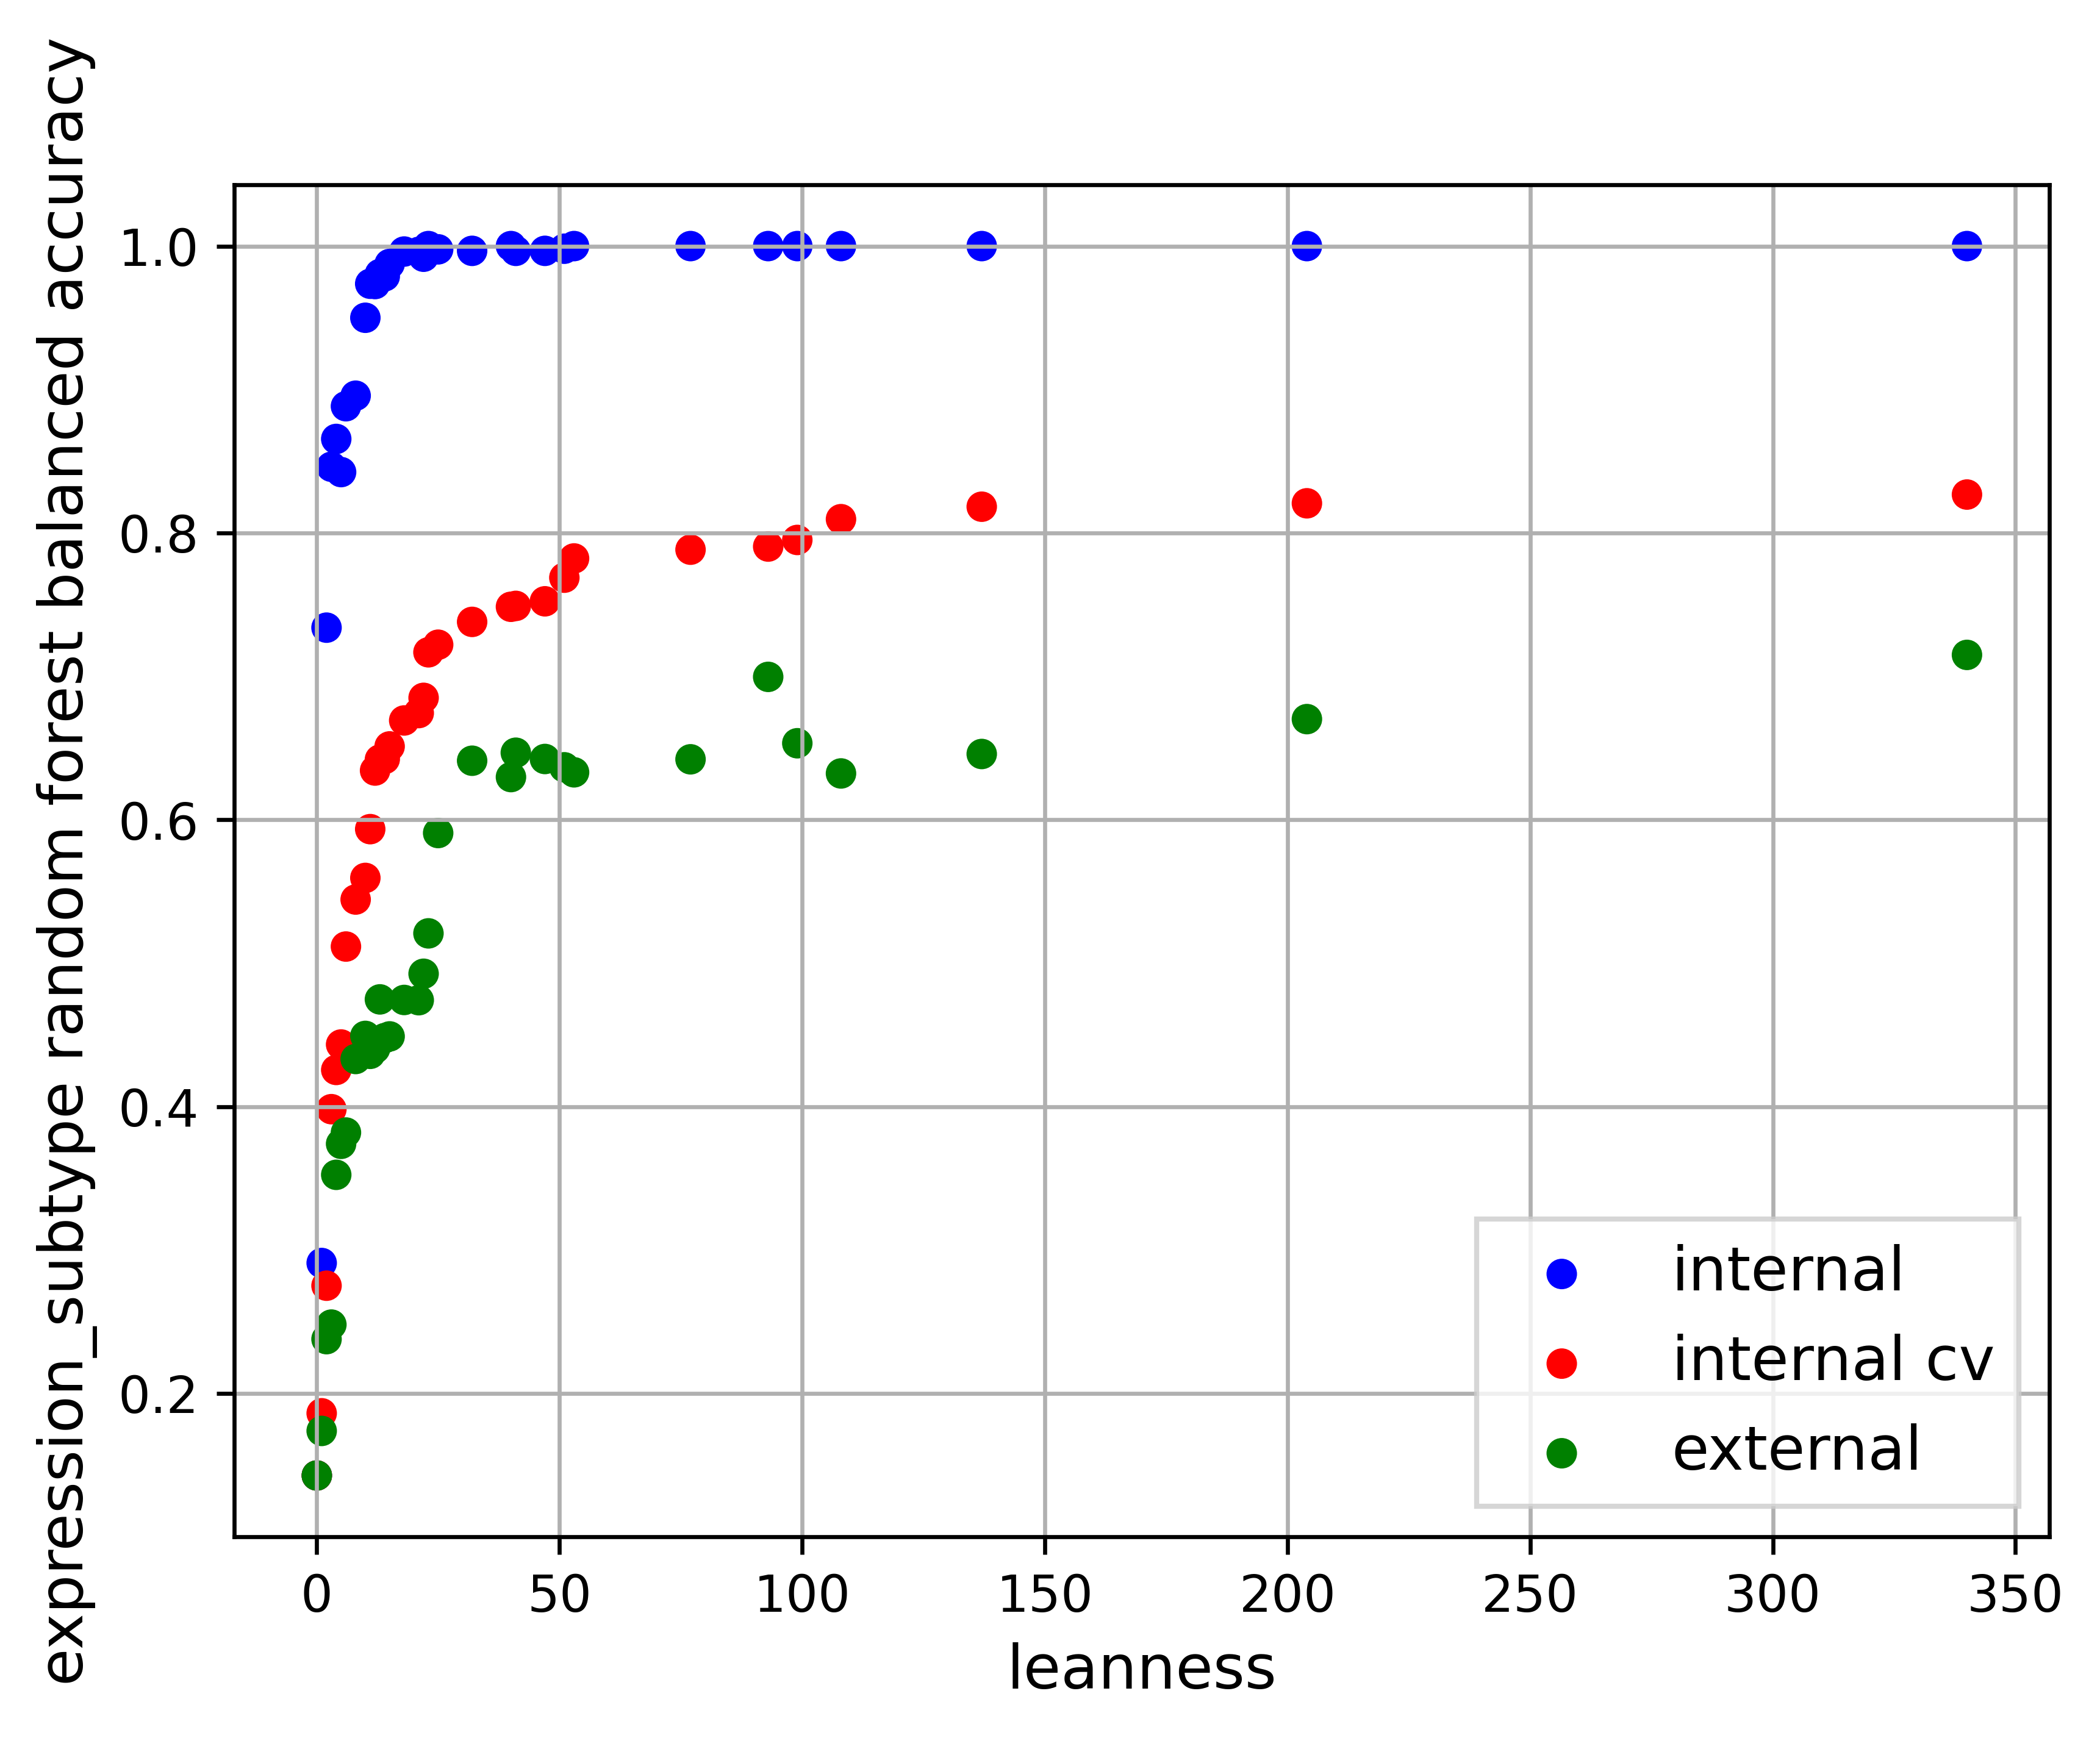 expression_subtype random forest balanced accuracy
1.0
0.8
0.6
0.4
0.2
0 50 100 150 200 250 300 350
leanness
internal
internal cv
external